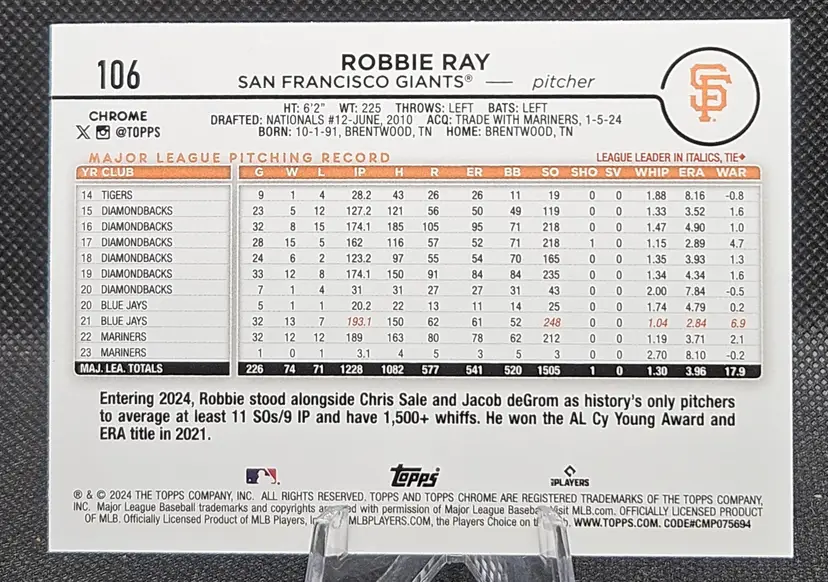 106
ROBBIE RAY
SAN FRANCISCO GIANTS® — pitcher
SF
CHROME
@TOPPS
HT: 6'2" WT: 225 THROWS: LEFT BATS: LEFT
DRAFTED: NATIONALS #12-JUNE, 2010 ACQ: TRADE WITH MARINERS, 1-5-24
BORN: 10-1-91, BRENTWOOD, TN HOME: BRENTWOOD, TN
MAJOR LEAGUE PITCHING RECORD LEAGUE LEADER IN ITALICS, TIE♦
YR CLUB G W L IP H R ER BB SO SHO SV WHIP ERA WAR
14 TIGERS 9 1 4 28.2 43 26 26 11 19 0 0 1.88 8.16 -0.8
15 DIAMONDBACKS 23 5 12 127.2 121 56 50 49 119 0 0 1.33 3.52 1.6
16 DIAMONDBACKS 32 8 15 174.1 185 105 95 71 218 0 0 1.47 4.90 1.0
17 DIAMONDBACKS 28 15 5 162 116 57 52 71 218 1 0 1.15 2.89 4.7
18 DIAMONDBACKS 24 6 2 123.2 97 55 54 70 165 0 0 1.35 3.93 1.3
19 DIAMONDBACKS 33 12 8 174.1 150 91 84 84 235 0 0 1.34 4.34 1.6
20 DIAMONDBACKS 7 1 4 31 31 27 27 31 43 0 0 2.00 7.84 -0.5
20 BLUE JAYS 5 1 1 20.2 22 13 11 14 25 0 0 1.74 4.79 0.2
21 BLUE JAYS 32 13 7 193.1 150 62 61 52 248 0 0 1.04 2.84 6.9
22 MARINERS 32 12 12 189 163 80 78 62 212 0 0 1.19 3.71 2.1
23 MARINERS 1 0 1 3.1 4 5 3 5 3 0 0 2.70 8.10 -0.2
MAJ. LEA. TOTALS 226 74 71 1228 1082 577 541 520 1505 1 0 1.30 3.96 17.9
Entering 2024, Robbie stood alongside Chris Sale and Jacob deGrom as history's only pitchers
to average at least 11 SOs/9 IP and have 1,500+ whiffs. He won the AL Cy Young Award and
ERA title in 2021.
Topps
PLAYERS
® & © 2024 THE TOPPS COMPANY, INC. ALL RIGHTS RESERVED. TOPPS AND TOPPS CHROME ARE REGISTERED TRADEMARKS OF THE TOPPS COMPANY,
INC. Major League Baseball trademarks and copyrights are used with permission of Major League Baseball. Visit MLB.com. OFFICIALLY LICENSED PRODUCT
OF MLB. Officially Licensed Product of MLB Players, MLBPLAYERS.COM, the Players Choice on WWW.TOPPS.COM. CODE#CMP075694